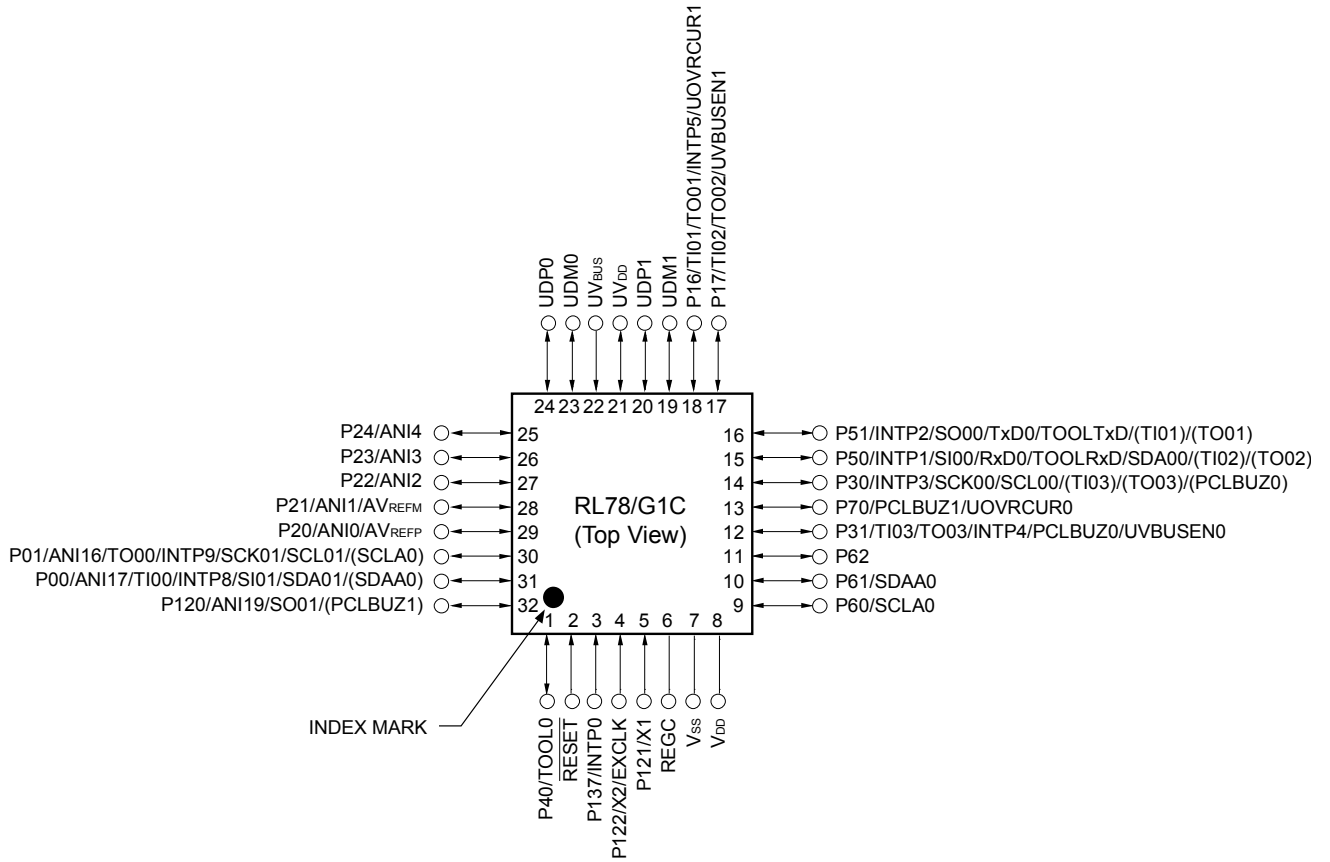 P16/TI01/TO01/INTP5/UOVRCUR1
P17/TI02/TO02/UVBUSEN1
UDP0
UDM0
UVBUS
UVDD
UDP1
UDM1
24 23 22 21 20 19 18 17
P24/ANI4
25
P23/ANI3
26
P22/ANI2
27
P21/ANI1/AVREFM
28
P20/ANI0/AVREFP
29
P01/ANI16/TO00/INTP9/SCK01/SCL01/(SCLA0)
30
P00/ANI17/TI00/INTP8/SI01/SDA01/(SDAA0)
31
P120/ANI19/SO01/(PCLBUZ1)
32
RL78/G1C
(Top View)
16
P51/INTP2/SO00/TxD0/TOOLTxD/(TI01)/(TO01)
15
P50/INTP1/SI00/RxD0/TOOLRxD/SDA00/(TI02)/(TO02)
14
P30/INTP3/SCK00/SCL00/(TI03)/(TO03)/(PCLBUZ0)
13
P70/PCLBUZ1/UOVRCUR0
12
P31/TI03/TO03/INTP4/PCLBUZ0/UVBUSEN0
11
P62
10
P61/SDAA0
9
P60/SCLA0
1 2 3 4 5 6 7 8
INDEX MARK
P40/TOOL0
RESET
P137/INTP0
P122/X2/EXCLK
P121/X1
REGC
VSS
VDD